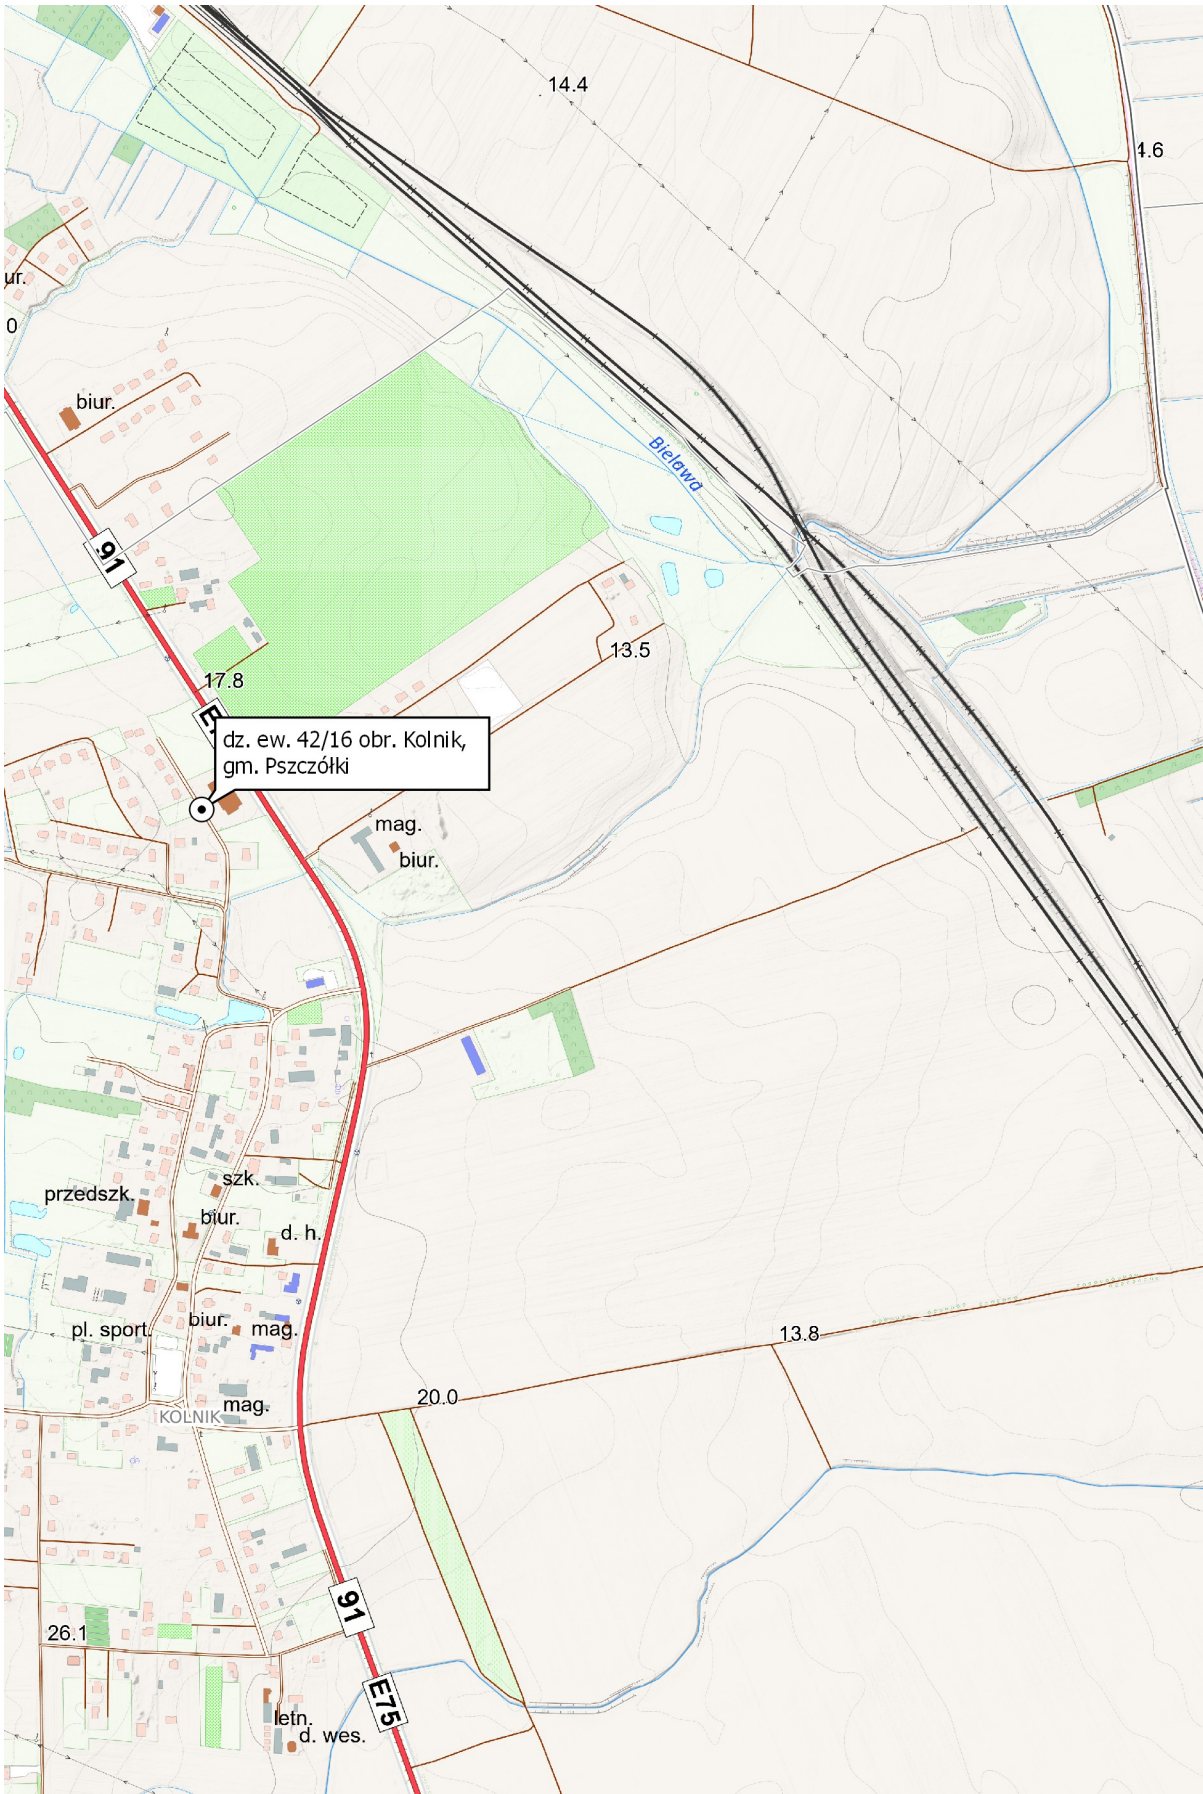 14.4
4.6
ur.
0
biur.
Bielawa
91
13.5
17.8
dz. ew. 42/16 obr. Kolnik,
gm. Pszczółki
mag.
biur.
szk.
przedszk.
biur.
d. h.
biur.
pl. sport.
mag.
13.8
20.0
mag.
KOLNIK
91
26.1
E75
letn.
d. wes.